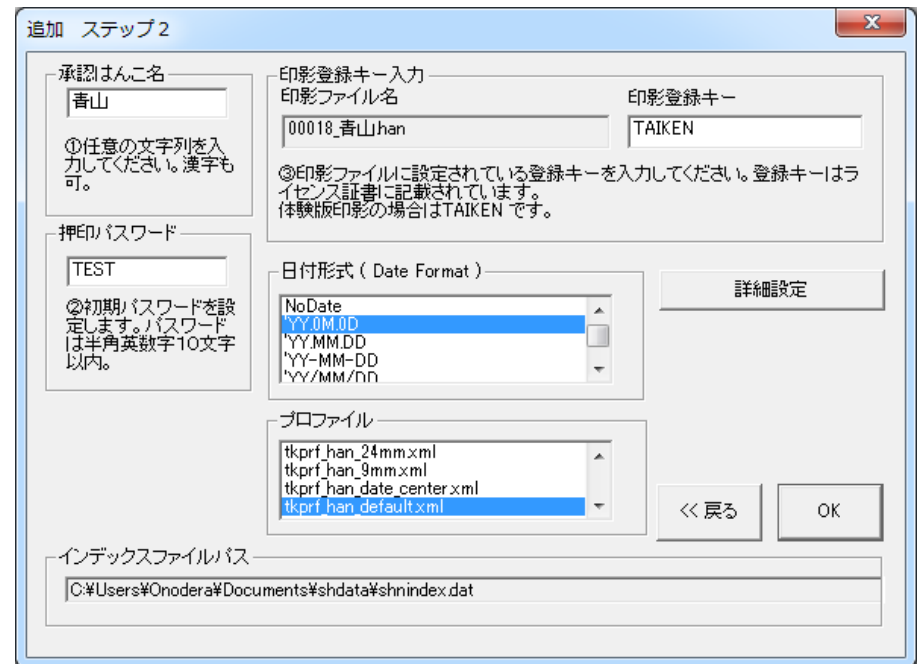 追加 ステップ2
承認はんこ名
青山
①任意の文字列を入
力してください。漢字も
可。
押印パスワード
TEST
②初期パスワードを設
定します。パスワード
は半角英数字10文字
以内。
印影登録キー入力
印影ファイル名
印影登録キー
00018_青山.han
TAIKEN
③印影ファイルに設定されている登録キーを入力してください。登録キーはラ
イセンス証書に記載されています。
体験版印影の場合はTAIKEN です。
日付形式 ( Date Format )
NoDate
'YY.0M.0D
'YY.MM.DD
'YY-MM-DD
'YY/MM/DD
詳細設定
プロファイル
tkprf_han_24mm.xml
tkprf_han_9mm.xml
tkprf_han_date_center.xml
tkprf_han_default.xml
<< 戻る
OK
インデックスファイルパス
C:¥Users¥Onodera¥Documents¥shdata¥shnindex.dat